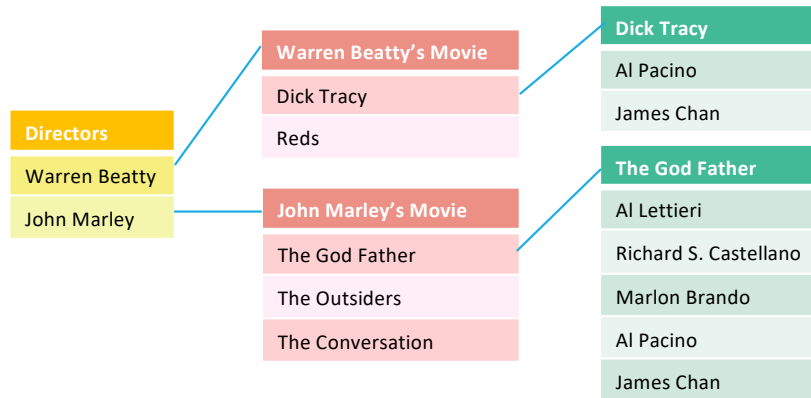 Directors
Warren Beatty
John Marley
Warren Beatty’s Movie
Dick Tracy
Reds
John Marley’s Movie
The God Father
The Outsiders
The Conversation
Dick Tracy
Al Pacino
James Chan
The God Father
Al Lettieri
Richard S. Castellano
Marlon Brando
Al Pacino
James Chan